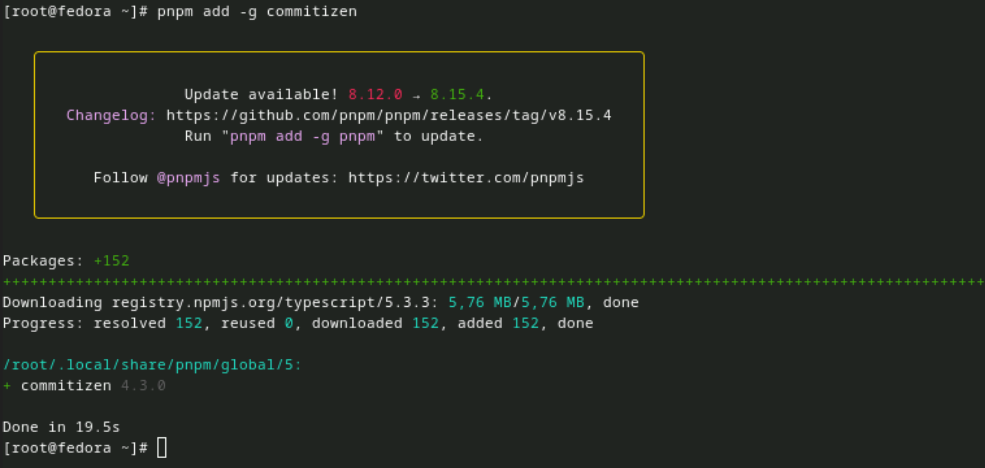 [root@fedora ~]# pnpm add -g commitizen
Update available! 8.12.0 → 8.15.4.
Changelog: https://github.com/pnpm/pnpm/releases/tag/v8.15.4
Run "pnpm add -g pnpm" to update.
Follow @pnpmjs for updates: https://twitter.com/pnpmjs
Packages: +152
++++++++++++++++++++++++++++++++++++++++++++++++++++++++++++++++++++++++++++++++++++++++++++++++++++++++++++
Downloading registry.npmjs.org/typescript/5.3.3: 5,76 MB/5,76 MB, done
Progress: resolved 152, reused 0, downloaded 152, added 152, done
/root/.local/share/pnpm/global/5:
+ commitizen 4.3.0
Done in 19.5s
[root@fedora ~]#